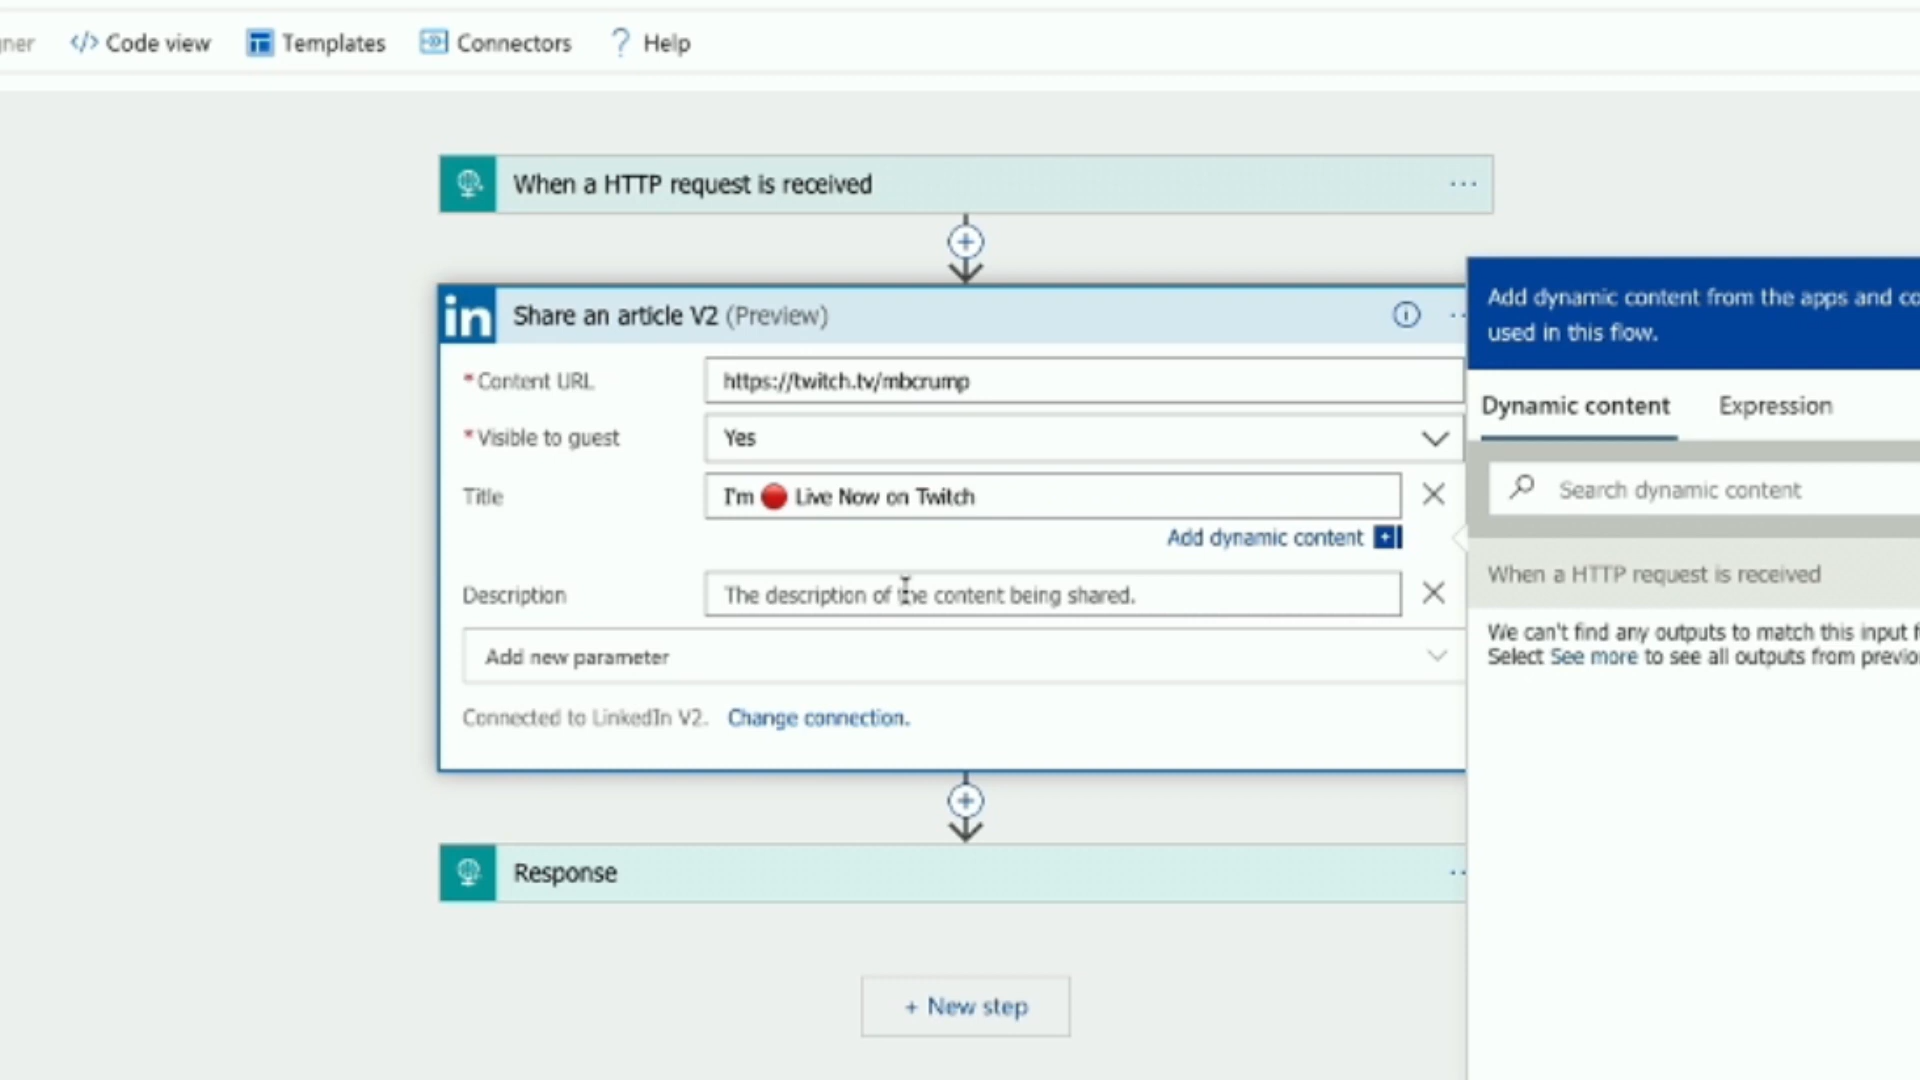 Code view
Templates
Connectors
? Help
When a HTTP request is received
in Share an article V2 (Preview)
*Content URL
https://twitch.tv/mbcrump
*Visible to guest
Yes
Title
I'm 🔴 Live Now on Twitch
Add dynamic content
Description
The description of the content being shared.
Add new parameter
Connected to LinkedIn V2. Change connection.
Response
+ New step
Add dynamic content from the apps and
used in this flow.
Dynamic content
Expression
Search dynamic content
When a HTTP request is received
We can't find any outputs to match this input
Select See more to see all outputs from